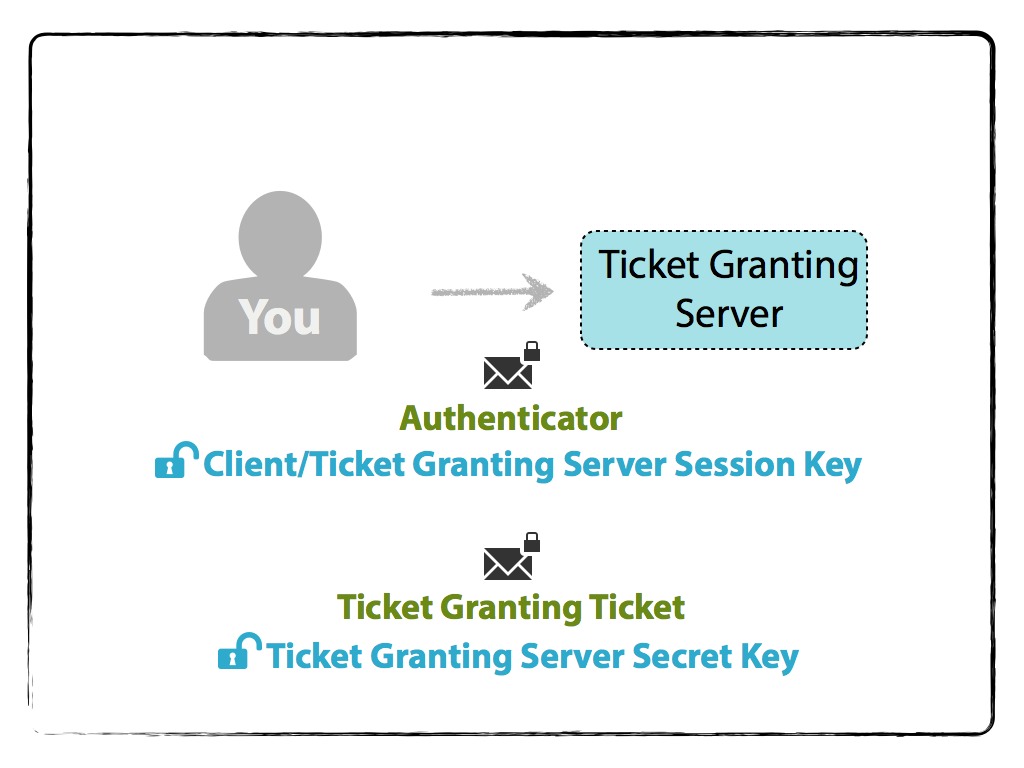 You
Ticket Granting
Server
Authenticator
Client/Ticket Granting Server Session Key
Ticket Granting Ticket
Ticket Granting Server Secret Key